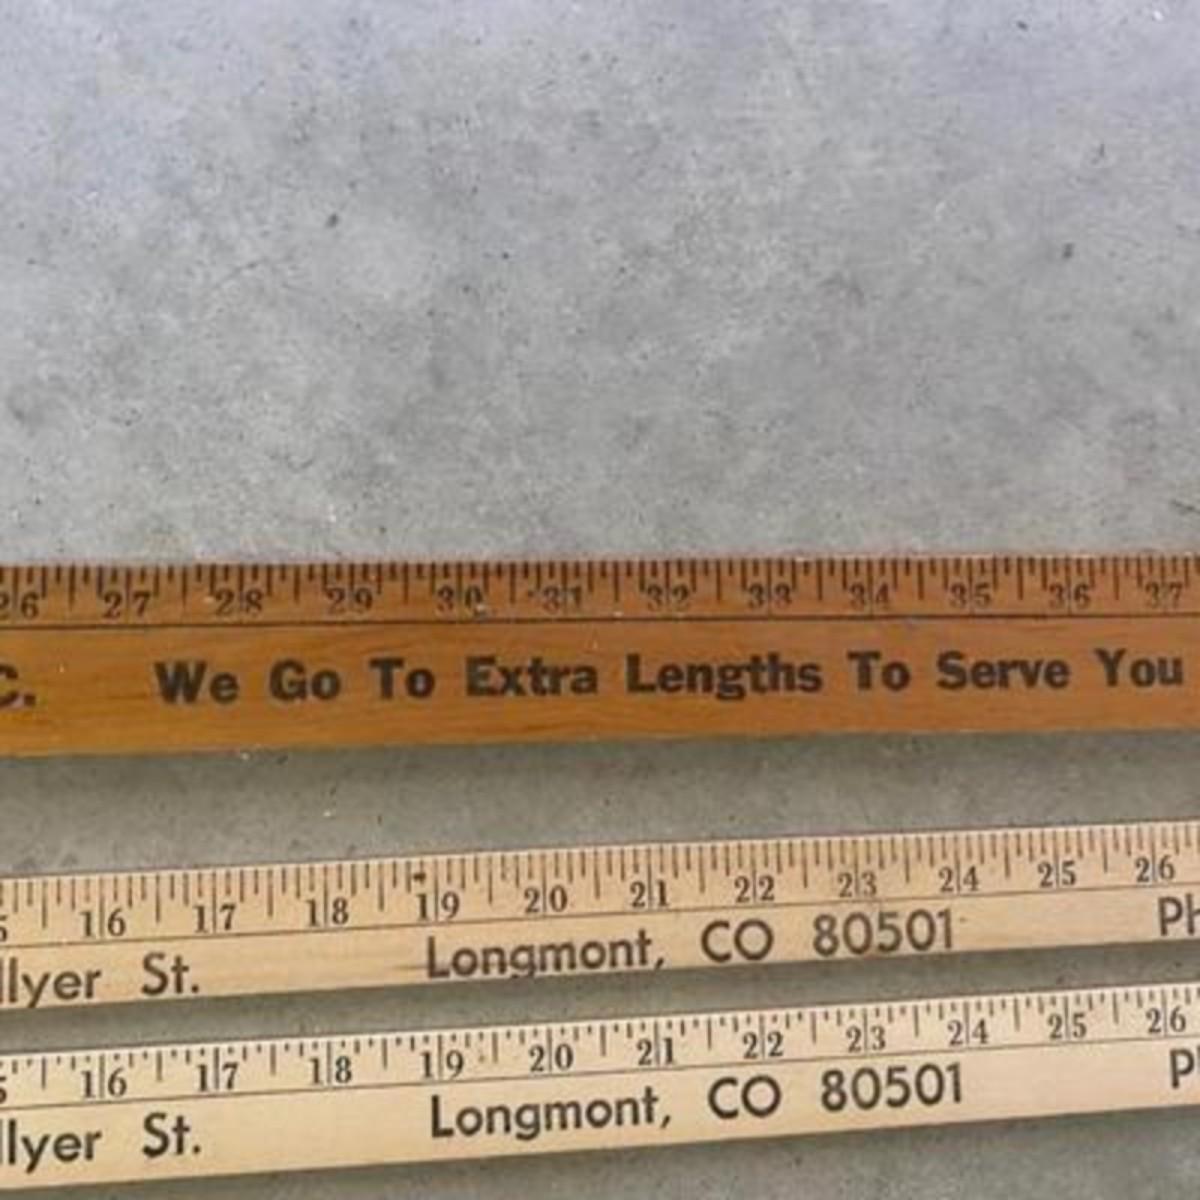 26 27 28 29 30 31 32 33 34 35 36 37
C. We Go To Extra Lengths To Serve You
16 17 18 19 20 21 22 23 24 25 26
llyer St. Longmont, CO 80501 PH
16 17 18 19 20 21 22 23 24 25 26
llyer St. Longmont, CO 80501 P